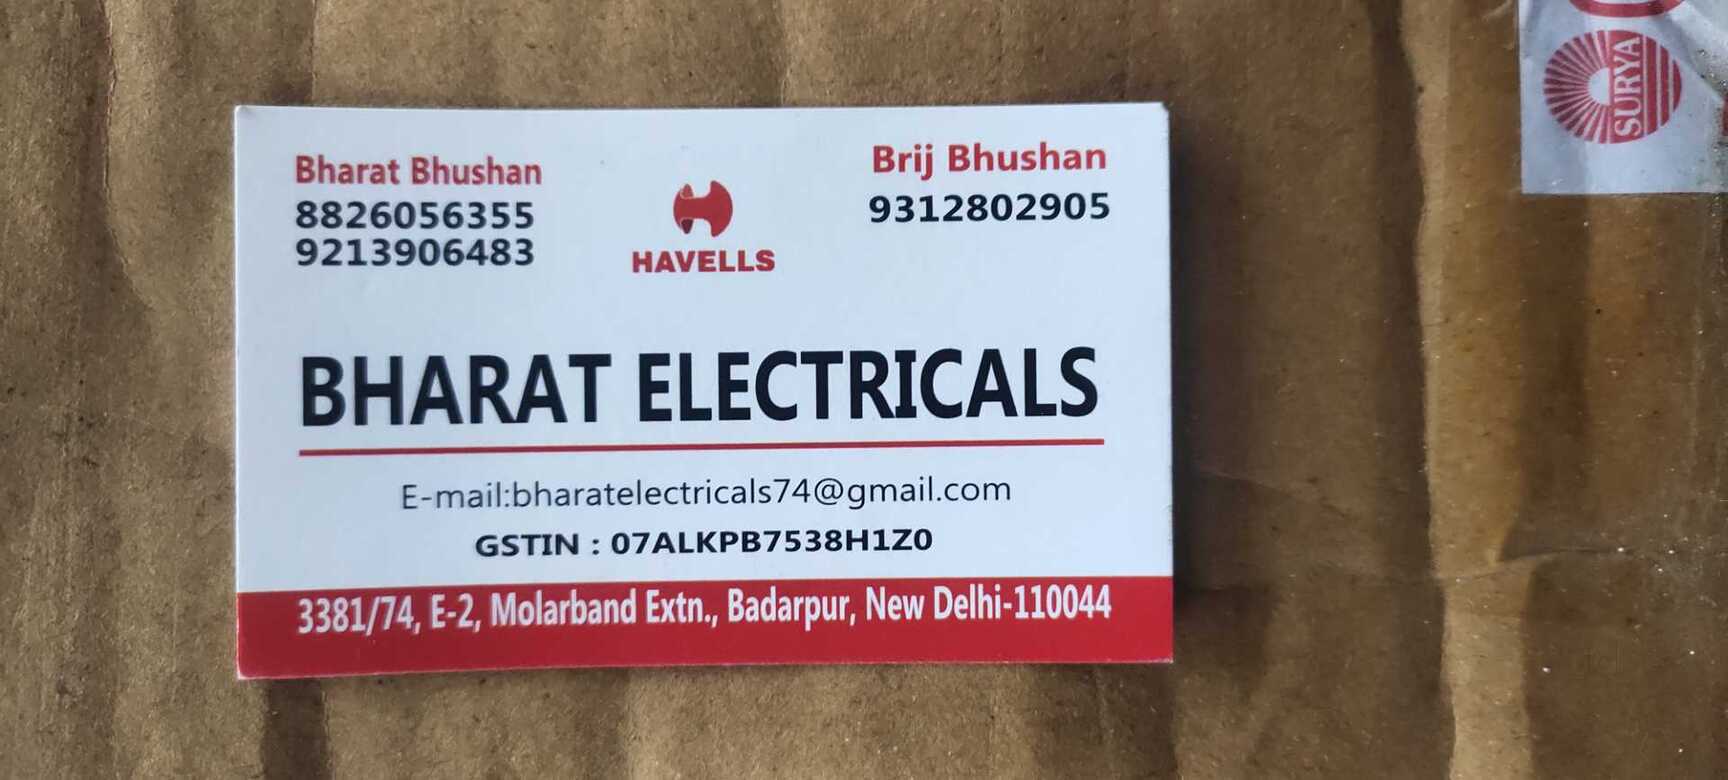 Bharat Bhushan
8826056355
9213906483
HAVELLS
Brij Bhushan
9312802905
BHARAT ELECTRICALS
E-mail:bharatelectricals74@gmail.com
GSTIN : 07ALKPB7538H1Z0
3381/74, E-2, Molarband Extn., Badarpur, New Delhi-110044
SURYA